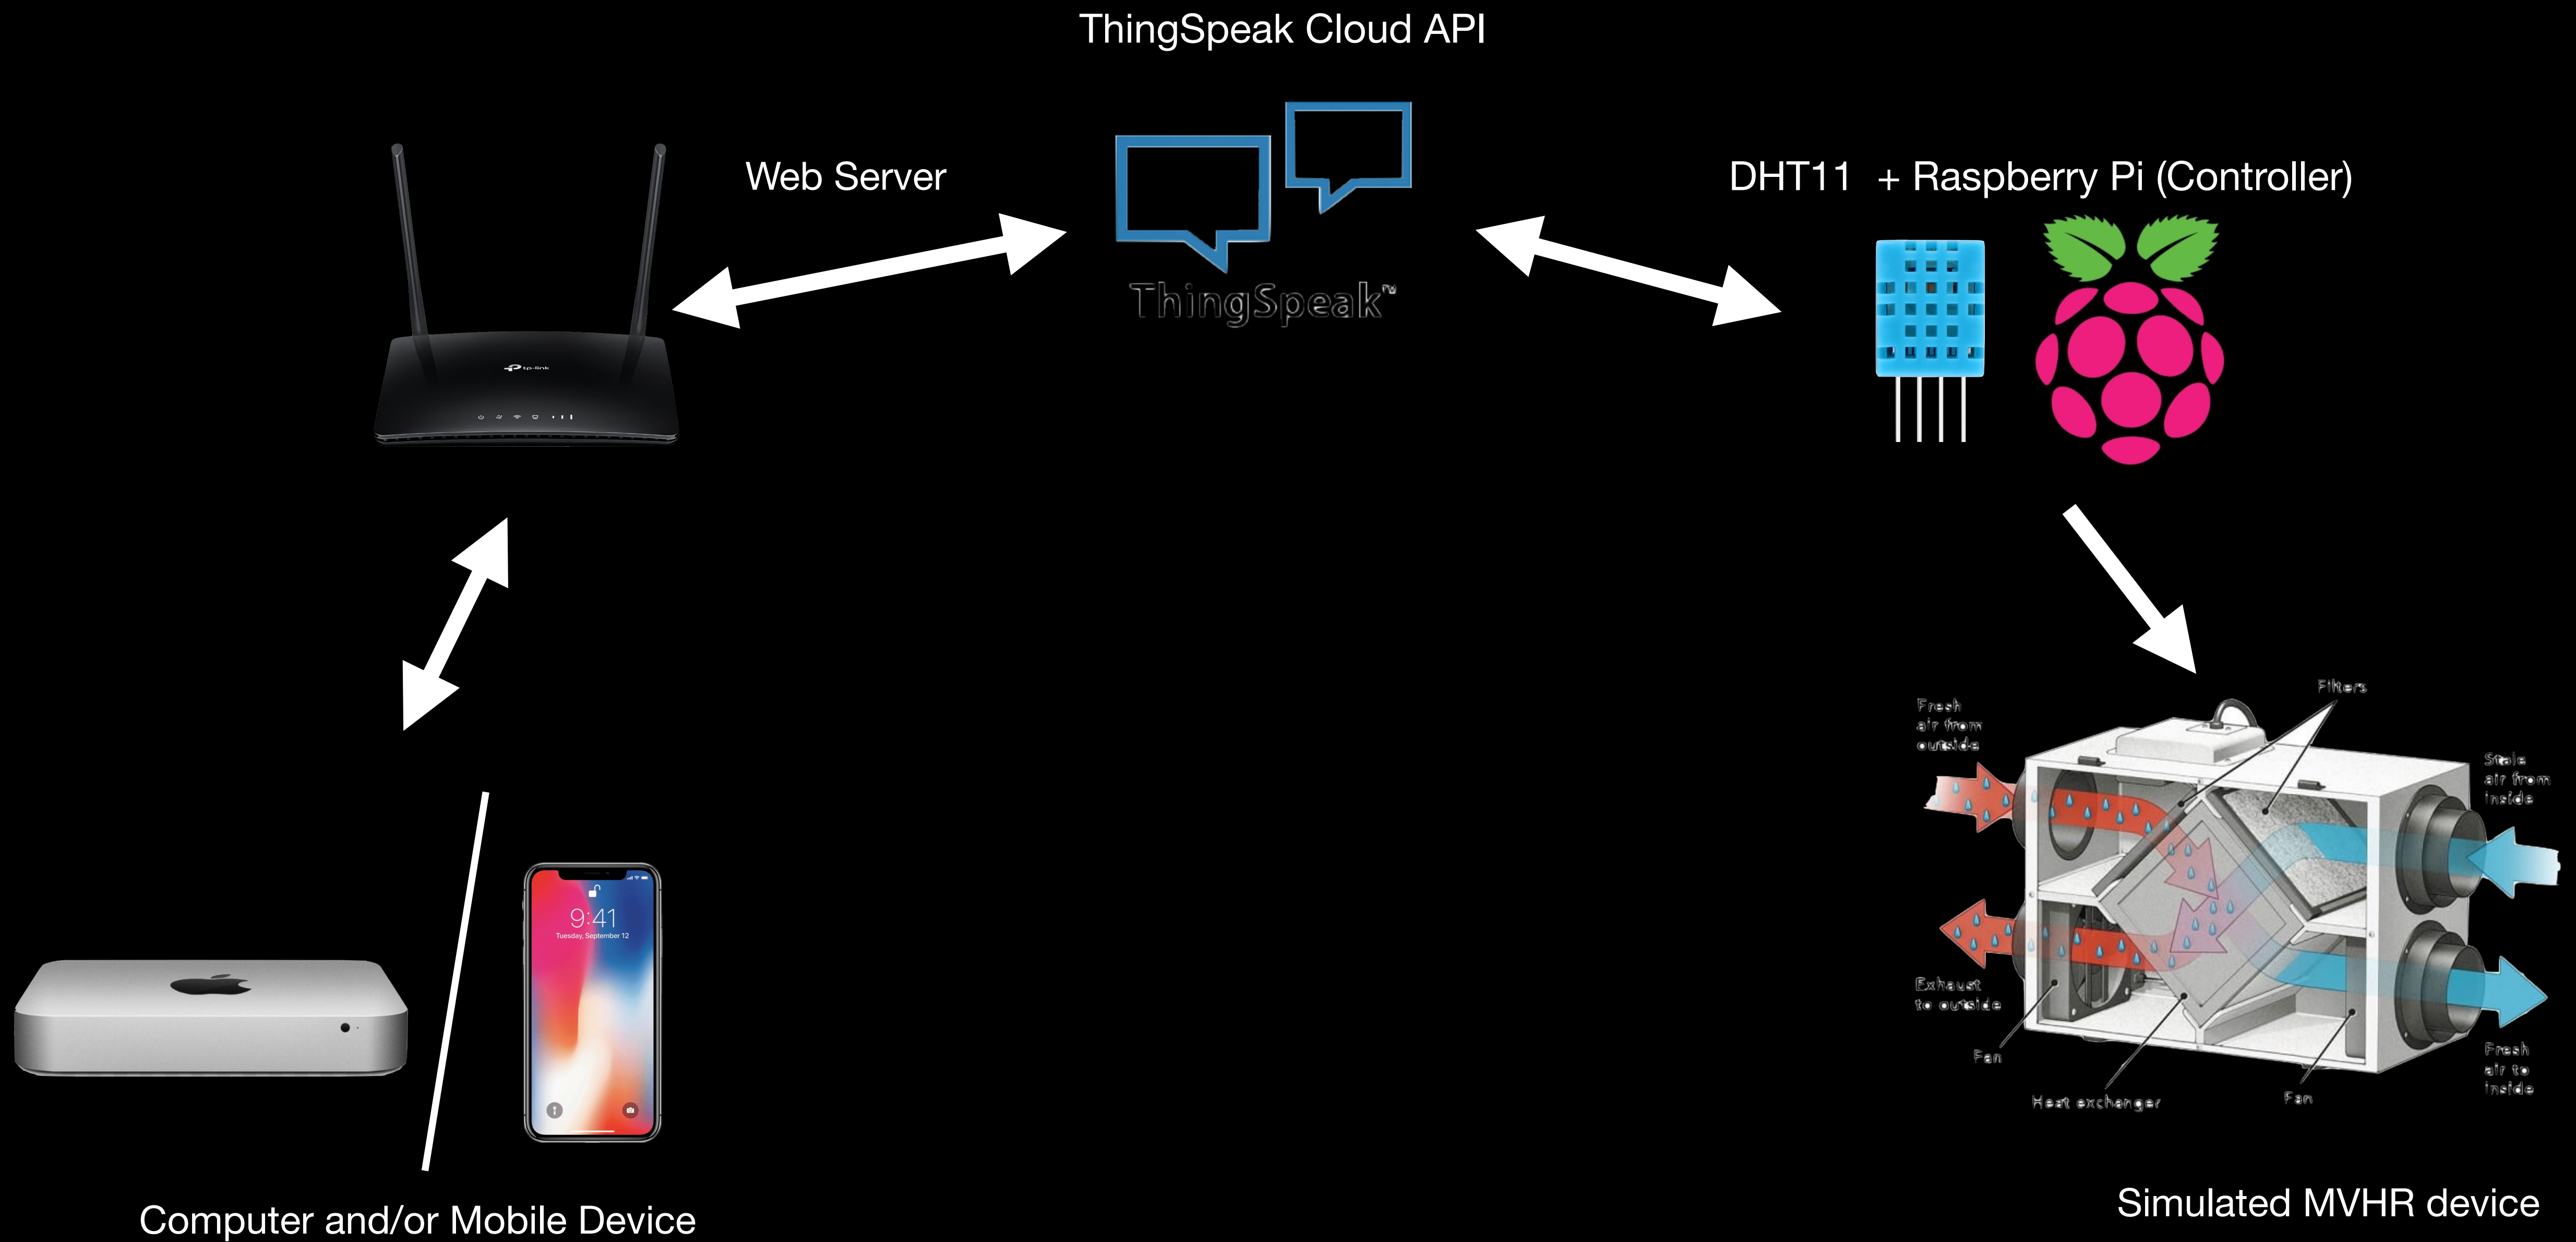 ThingSpeak Cloud API
Web Server
DHT11 + Raspberry Pi (Controller)
ThingSpeak™
tp-link
Filters
Fresh
air from
outside
Stale
air from
inside
9:41
Tuesday, September 12
Exhaust
to outside
Fan
Heat exchanger
Fan
Fresh
air to
inside
Computer and/or Mobile Device
Simulated MVHR device